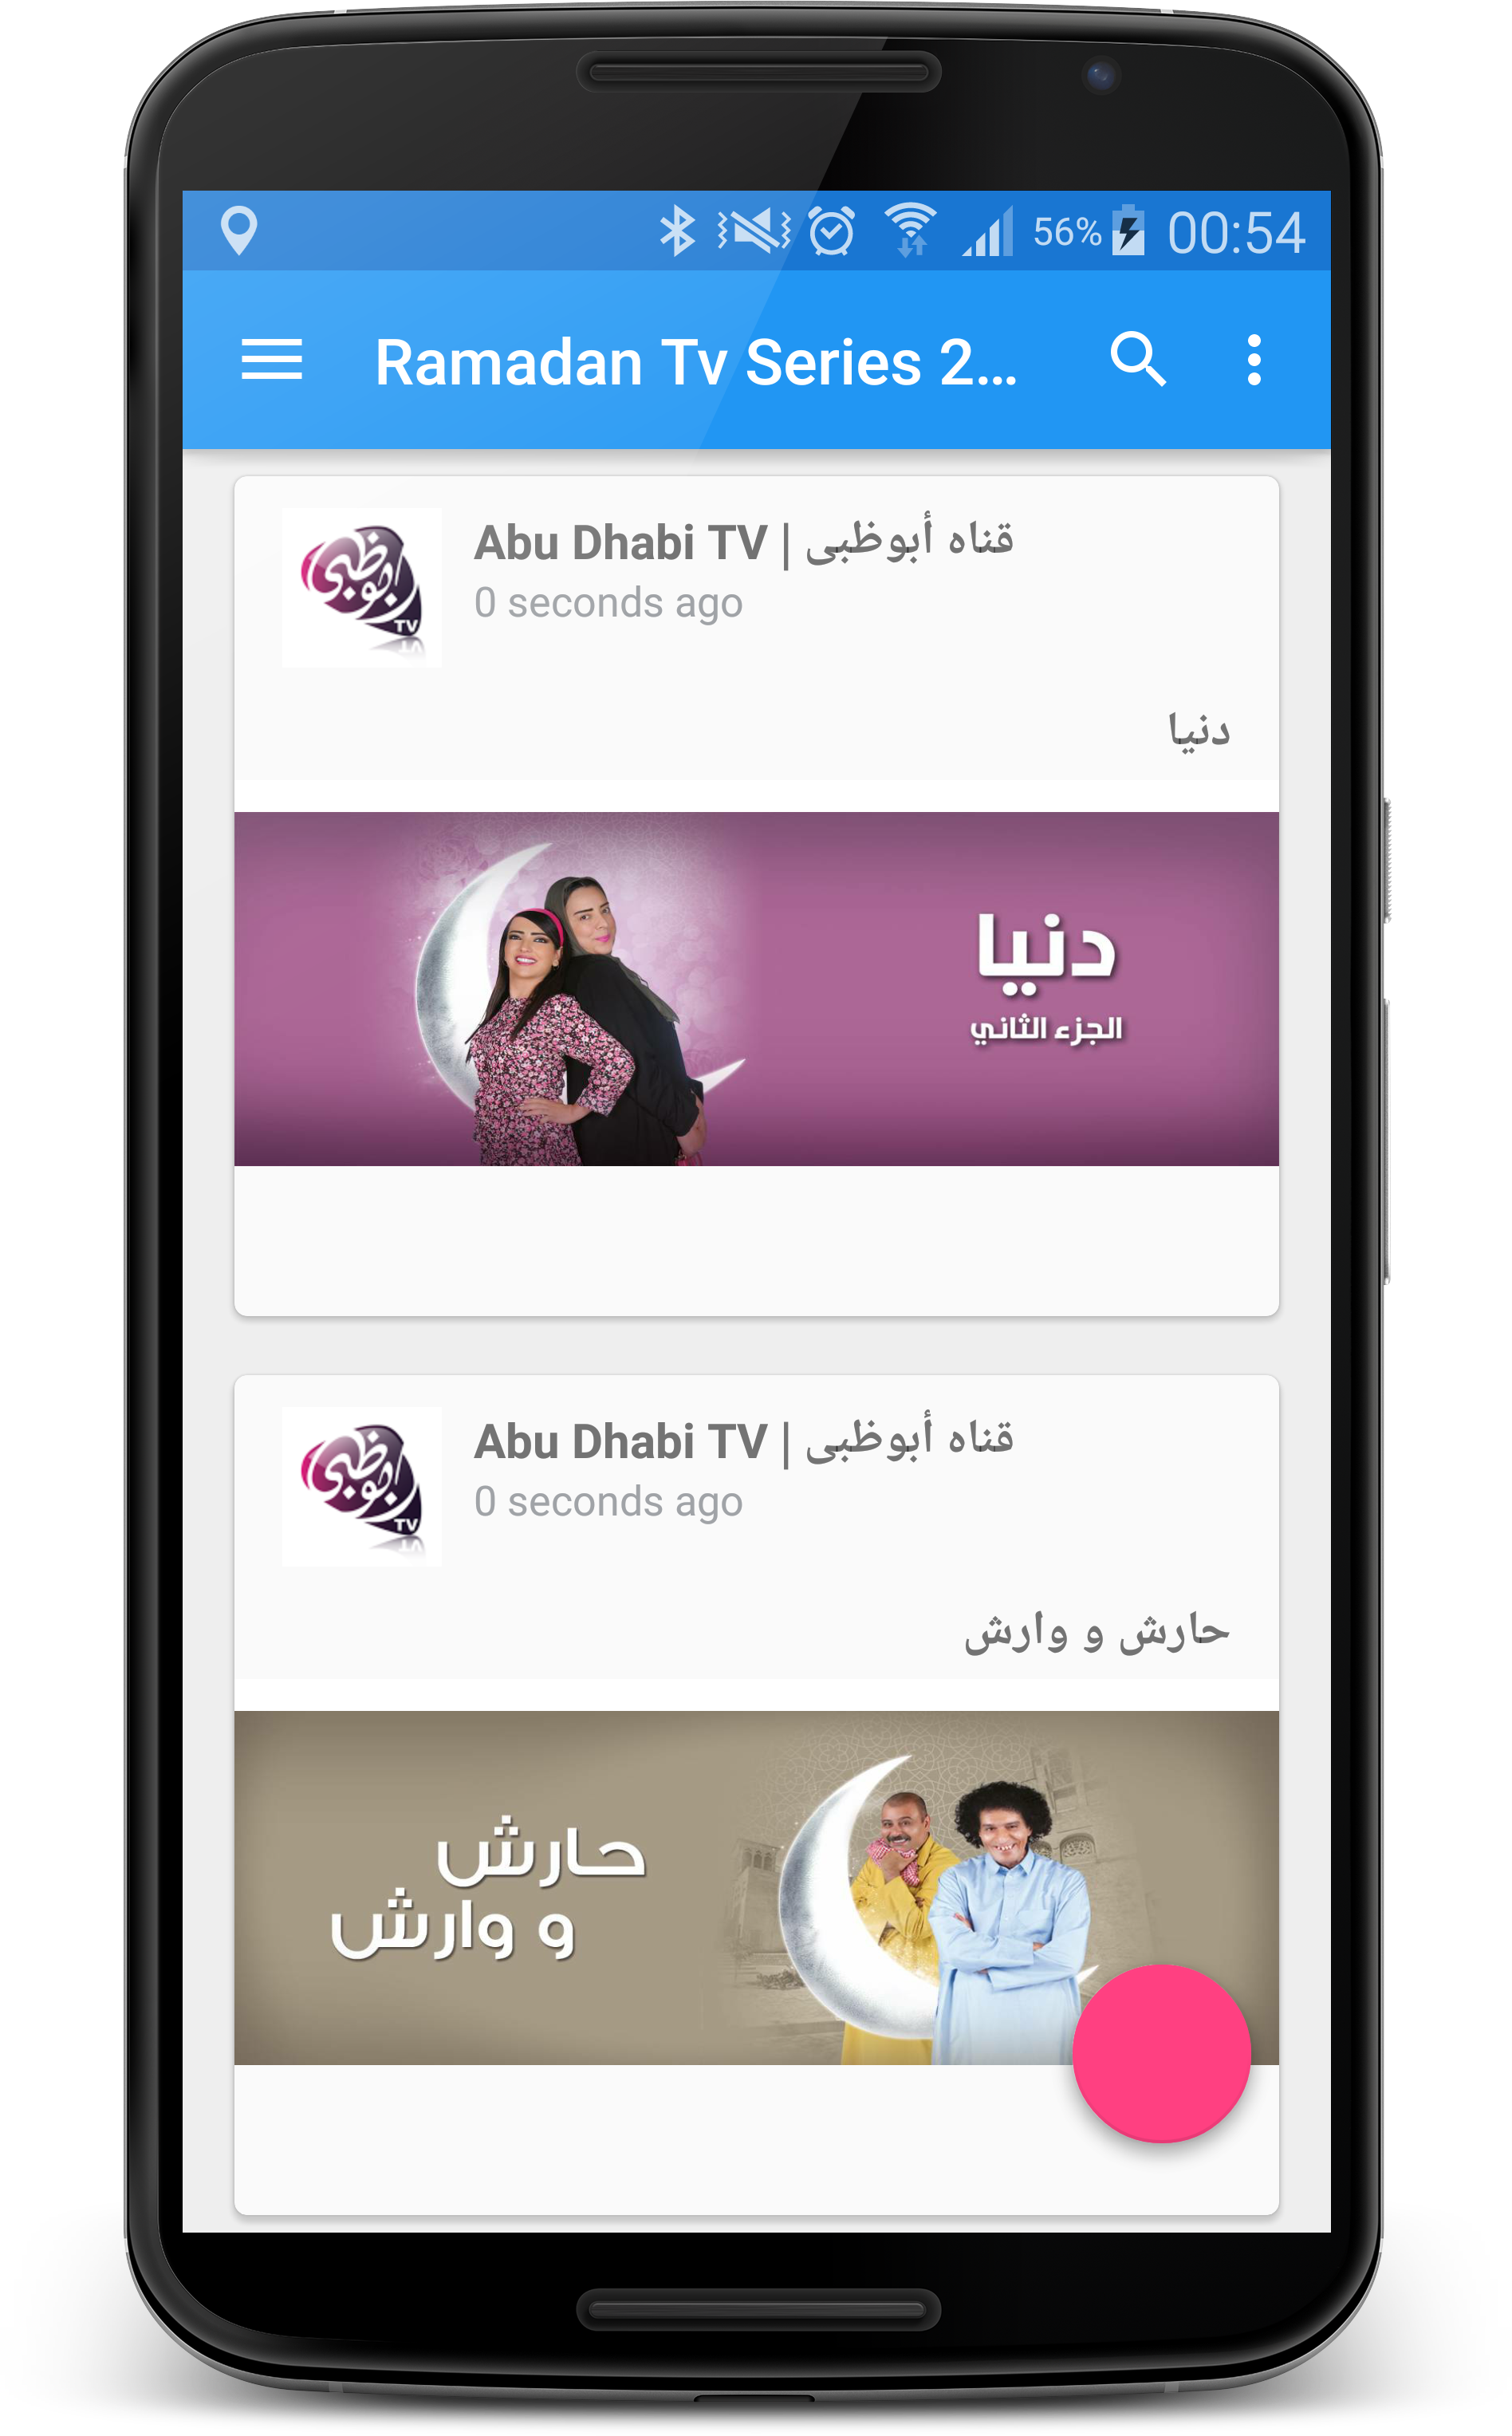 56% 00:54
Ramadan Tv Series 2...
Abu Dhabi TV | قناه أبوظبى
0 seconds ago
أبوظبي
TV
دنيا
دنيا
الجزء الثاني
Abu Dhabi TV | قناه أبوظبى
0 seconds ago
أبوظبي
TV
حارش و وارش
حارش
و وارش